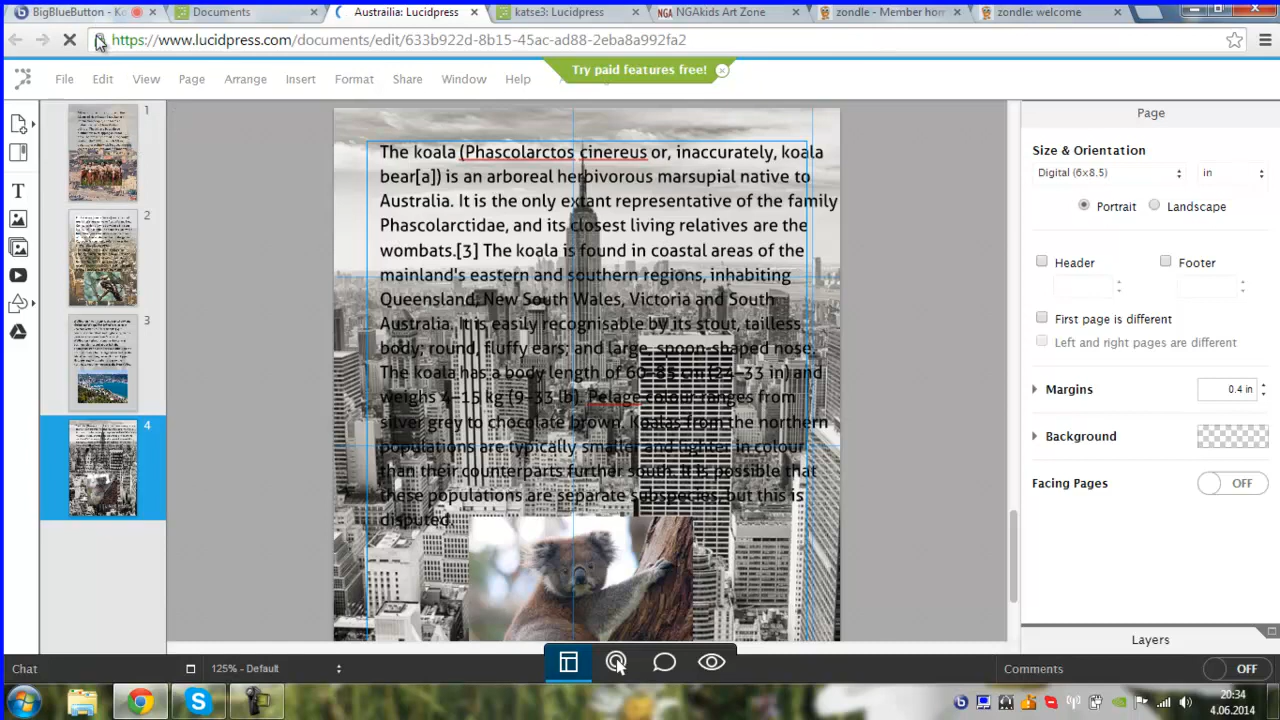 BigBlueButton - Ko
Documents
Austrailia: Lucidpress
katse3: Lucidpress
NGA NGAkids Art Zone
zondle - Member hom
zondle: welcome
https://www.lucidpress.com/documents/edit/633b922d-8b15-45ac-ad88-2eba8a992fa2
File Edit View Page Arrange Insert Format Share Window Help
Try paid features free!
1
2
3
4
The koala (Phascolarctos cinereus or, inaccurately, koala
bear[a]) is an arboreal herbivorous marsupial native to
Australia. It is the only extant representative of the family
Phascolarctidae, and its closest living relatives are the
wombats.[3] The koala is found in coastal areas of the
mainland's eastern and southern regions, inhabiting
Queensland, New South Wales, Victoria and South
Australia. It is easily recognisable by its stout, tailless
body; round, fluffy ears; and large, spoon-shaped nose.
The koala has a body length of 60–85 cm (24–33 in) and
weighs 4–15 kg (9–33 lb). Pelage colour ranges from
silver grey to chocolate brown. Koalas from the northern
populations are typically smaller and lighter in colour
than their counterparts further south. It is possible that
these populations are separate subspecies, but this is
disputed.
Page
Size & Orientation
Digital (6x8.5) in
Portrait Landscape
Header Footer
First page is different
Left and right pages are different
Margins 0.4 in
Background
Facing Pages OFF
Layers
Chat
125% - Default
Comments OFF
20:34
4.06.2014